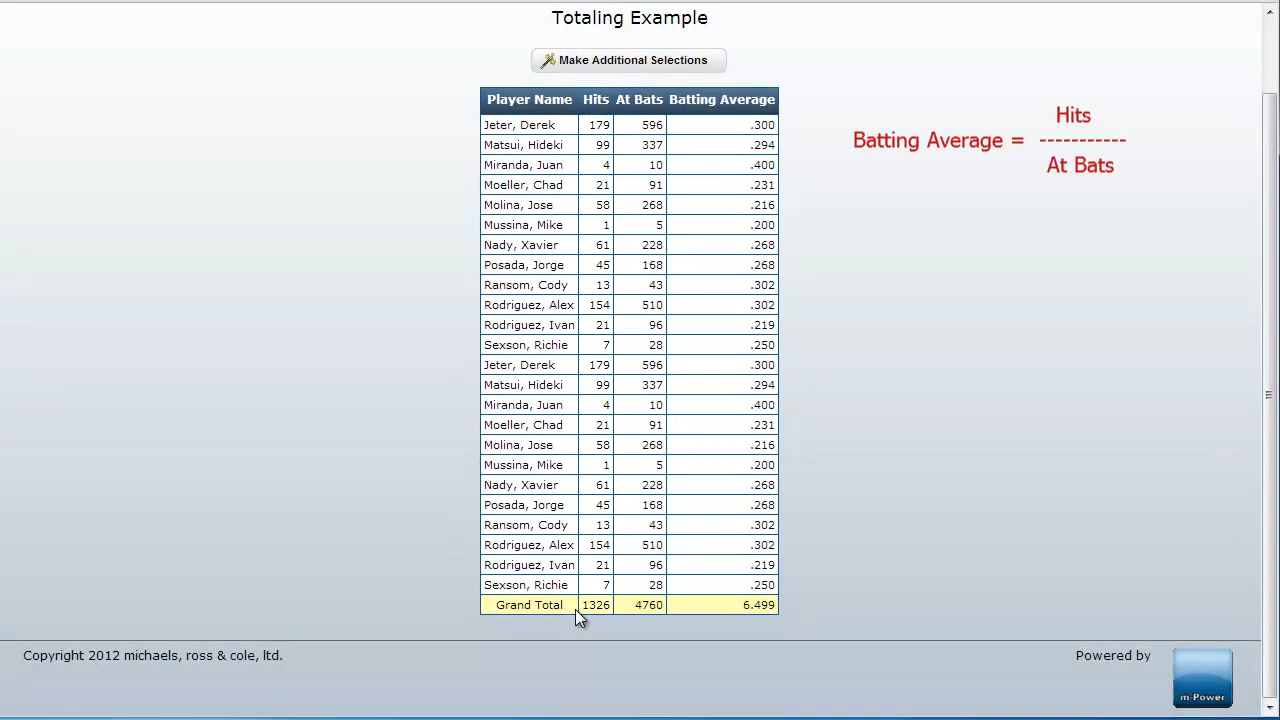 Totaling Example
Make Additional Selections
Player Name Hits At Bats Batting Average
Jeter, Derek 179 596 .300
Matsui, Hideki 99 337 .294
Miranda, Juan 4 10 .400
Moeller, Chad 21 91 .231
Molina, Jose 58 268 .216
Mussina, Mike 1 5 .200
Nady, Xavier 61 228 .268
Posada, Jorge 45 168 .268
Ransom, Cody 13 43 .302
Rodriguez, Alex 154 510 .302
Rodriguez, Ivan 21 96 .219
Sexson, Richie 7 28 .250
Jeter, Derek 179 596 .300
Matsui, Hideki 99 337 .294
Miranda, Juan 4 10 .400
Moeller, Chad 21 91 .231
Molina, Jose 58 268 .216
Mussina, Mike 1 5 .200
Nady, Xavier 61 228 .268
Posada, Jorge 45 168 .268
Ransom, Cody 13 43 .302
Rodriguez, Alex 154 510 .302
Rodriguez, Ivan 21 96 .219
Sexson, Richie 7 28 .250
Grand Total 1326 4760 6.499
Hits
Batting Average = -----------
At Bats
Copyright 2012 michaels, ross & cole, ltd.
Powered by
m-Power